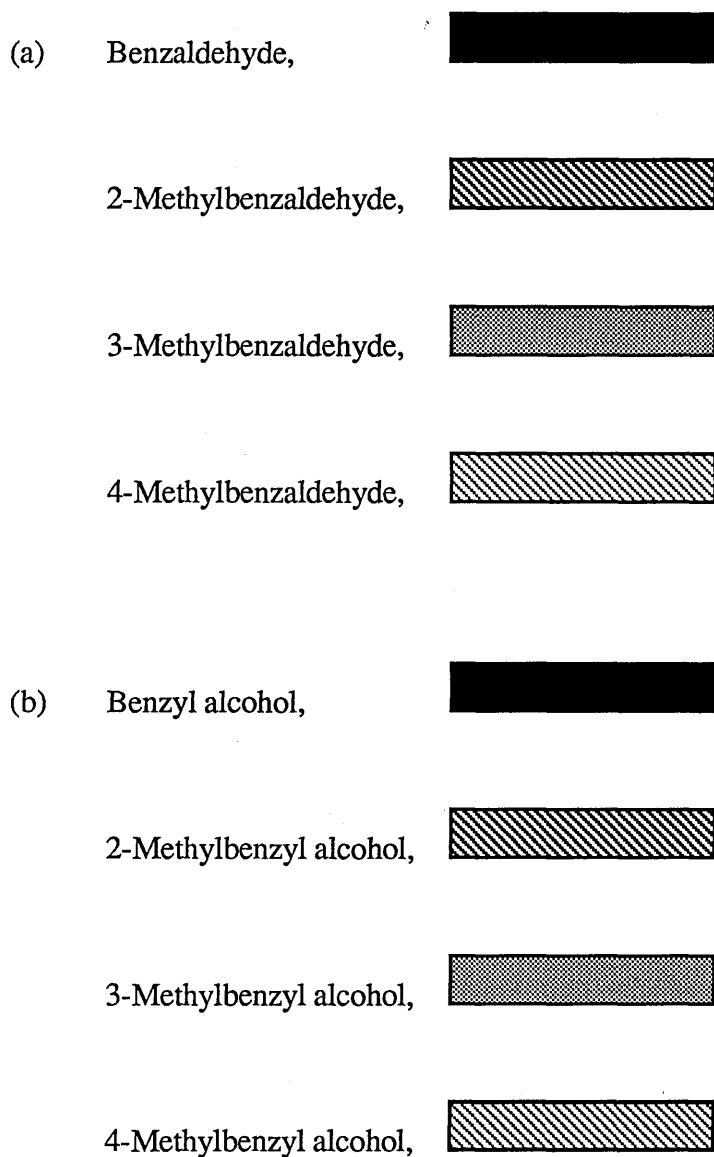 (a) Benzaldehyde,
2-Methylbenzaldehyde,
3-Methylbenzaldehyde,
4-Methylbenzaldehyde,
(b) Benzyl alcohol,
2-Methylbenzyl alcohol,
3-Methylbenzyl alcohol,
4-Methylbenzyl alcohol,